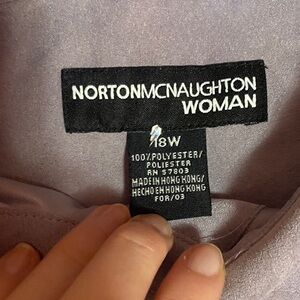 NORTONMCNAUGHTON
WOMAN
18W
100% POLYESTER/
POLIESTER
RN 57803
MADE IN HONG KONG/
HECHO EN HONG KONG
FOR/03